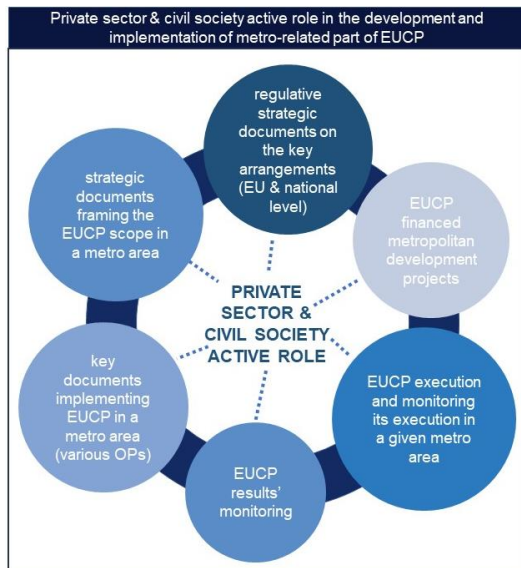 Private sector & civil society active role in the development and
implementation of metro-related part of EUCP
regulative
strategic
documents on
the key
arrangements
(EU & national
level)
strategic
documents
framing the
EUCP scope in
a metro area
EUCP
financed
metropolitan
development
projects
PRIVATE
SECTOR &
CIVIL SOCIETY
ACTIVE ROLE
key
documents
implementing
EUCP in a
metro area
(various OPs)
EUCP execution
and monitoring
its execution in
a given metro
area
EUCP
results'
monitoring